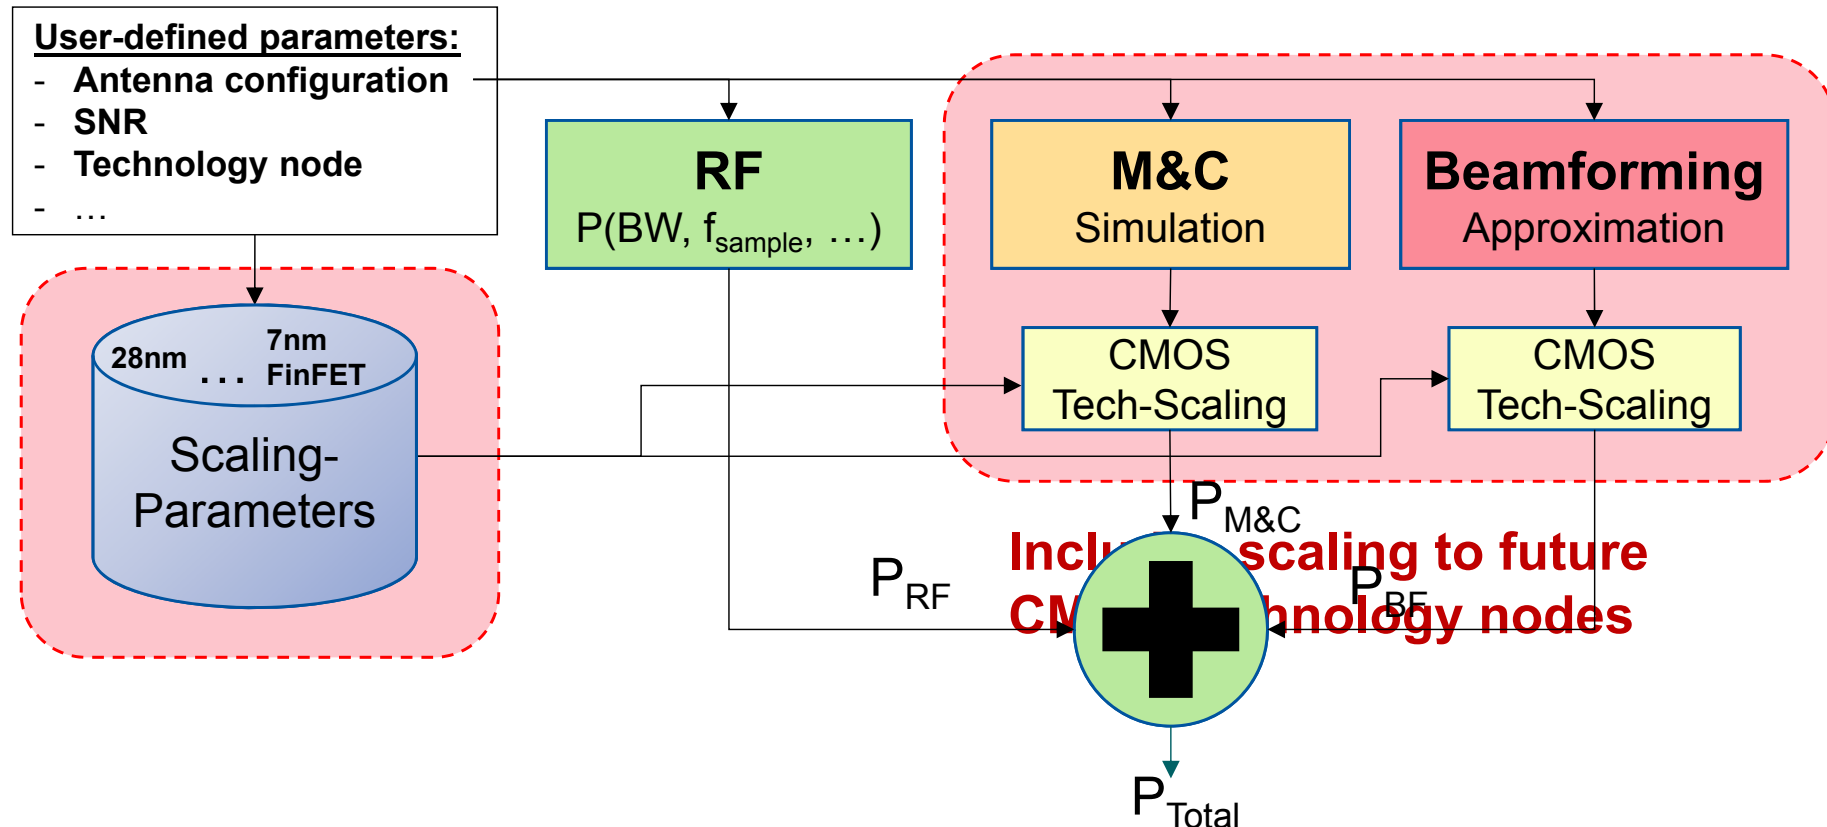 User-defined parameters:
- Antenna configuration
- SNR
- Technology node
- …
RF
P(BW, fsample, …)
M&C
Simulation
Beamforming
Approximation
28nm
...
7nm
FinFET
Scaling-
Parameters
CMOS
Tech-Scaling
CMOS
Tech-Scaling
PM&C
scaling to future
nodes
PRF
PBF
PTotal